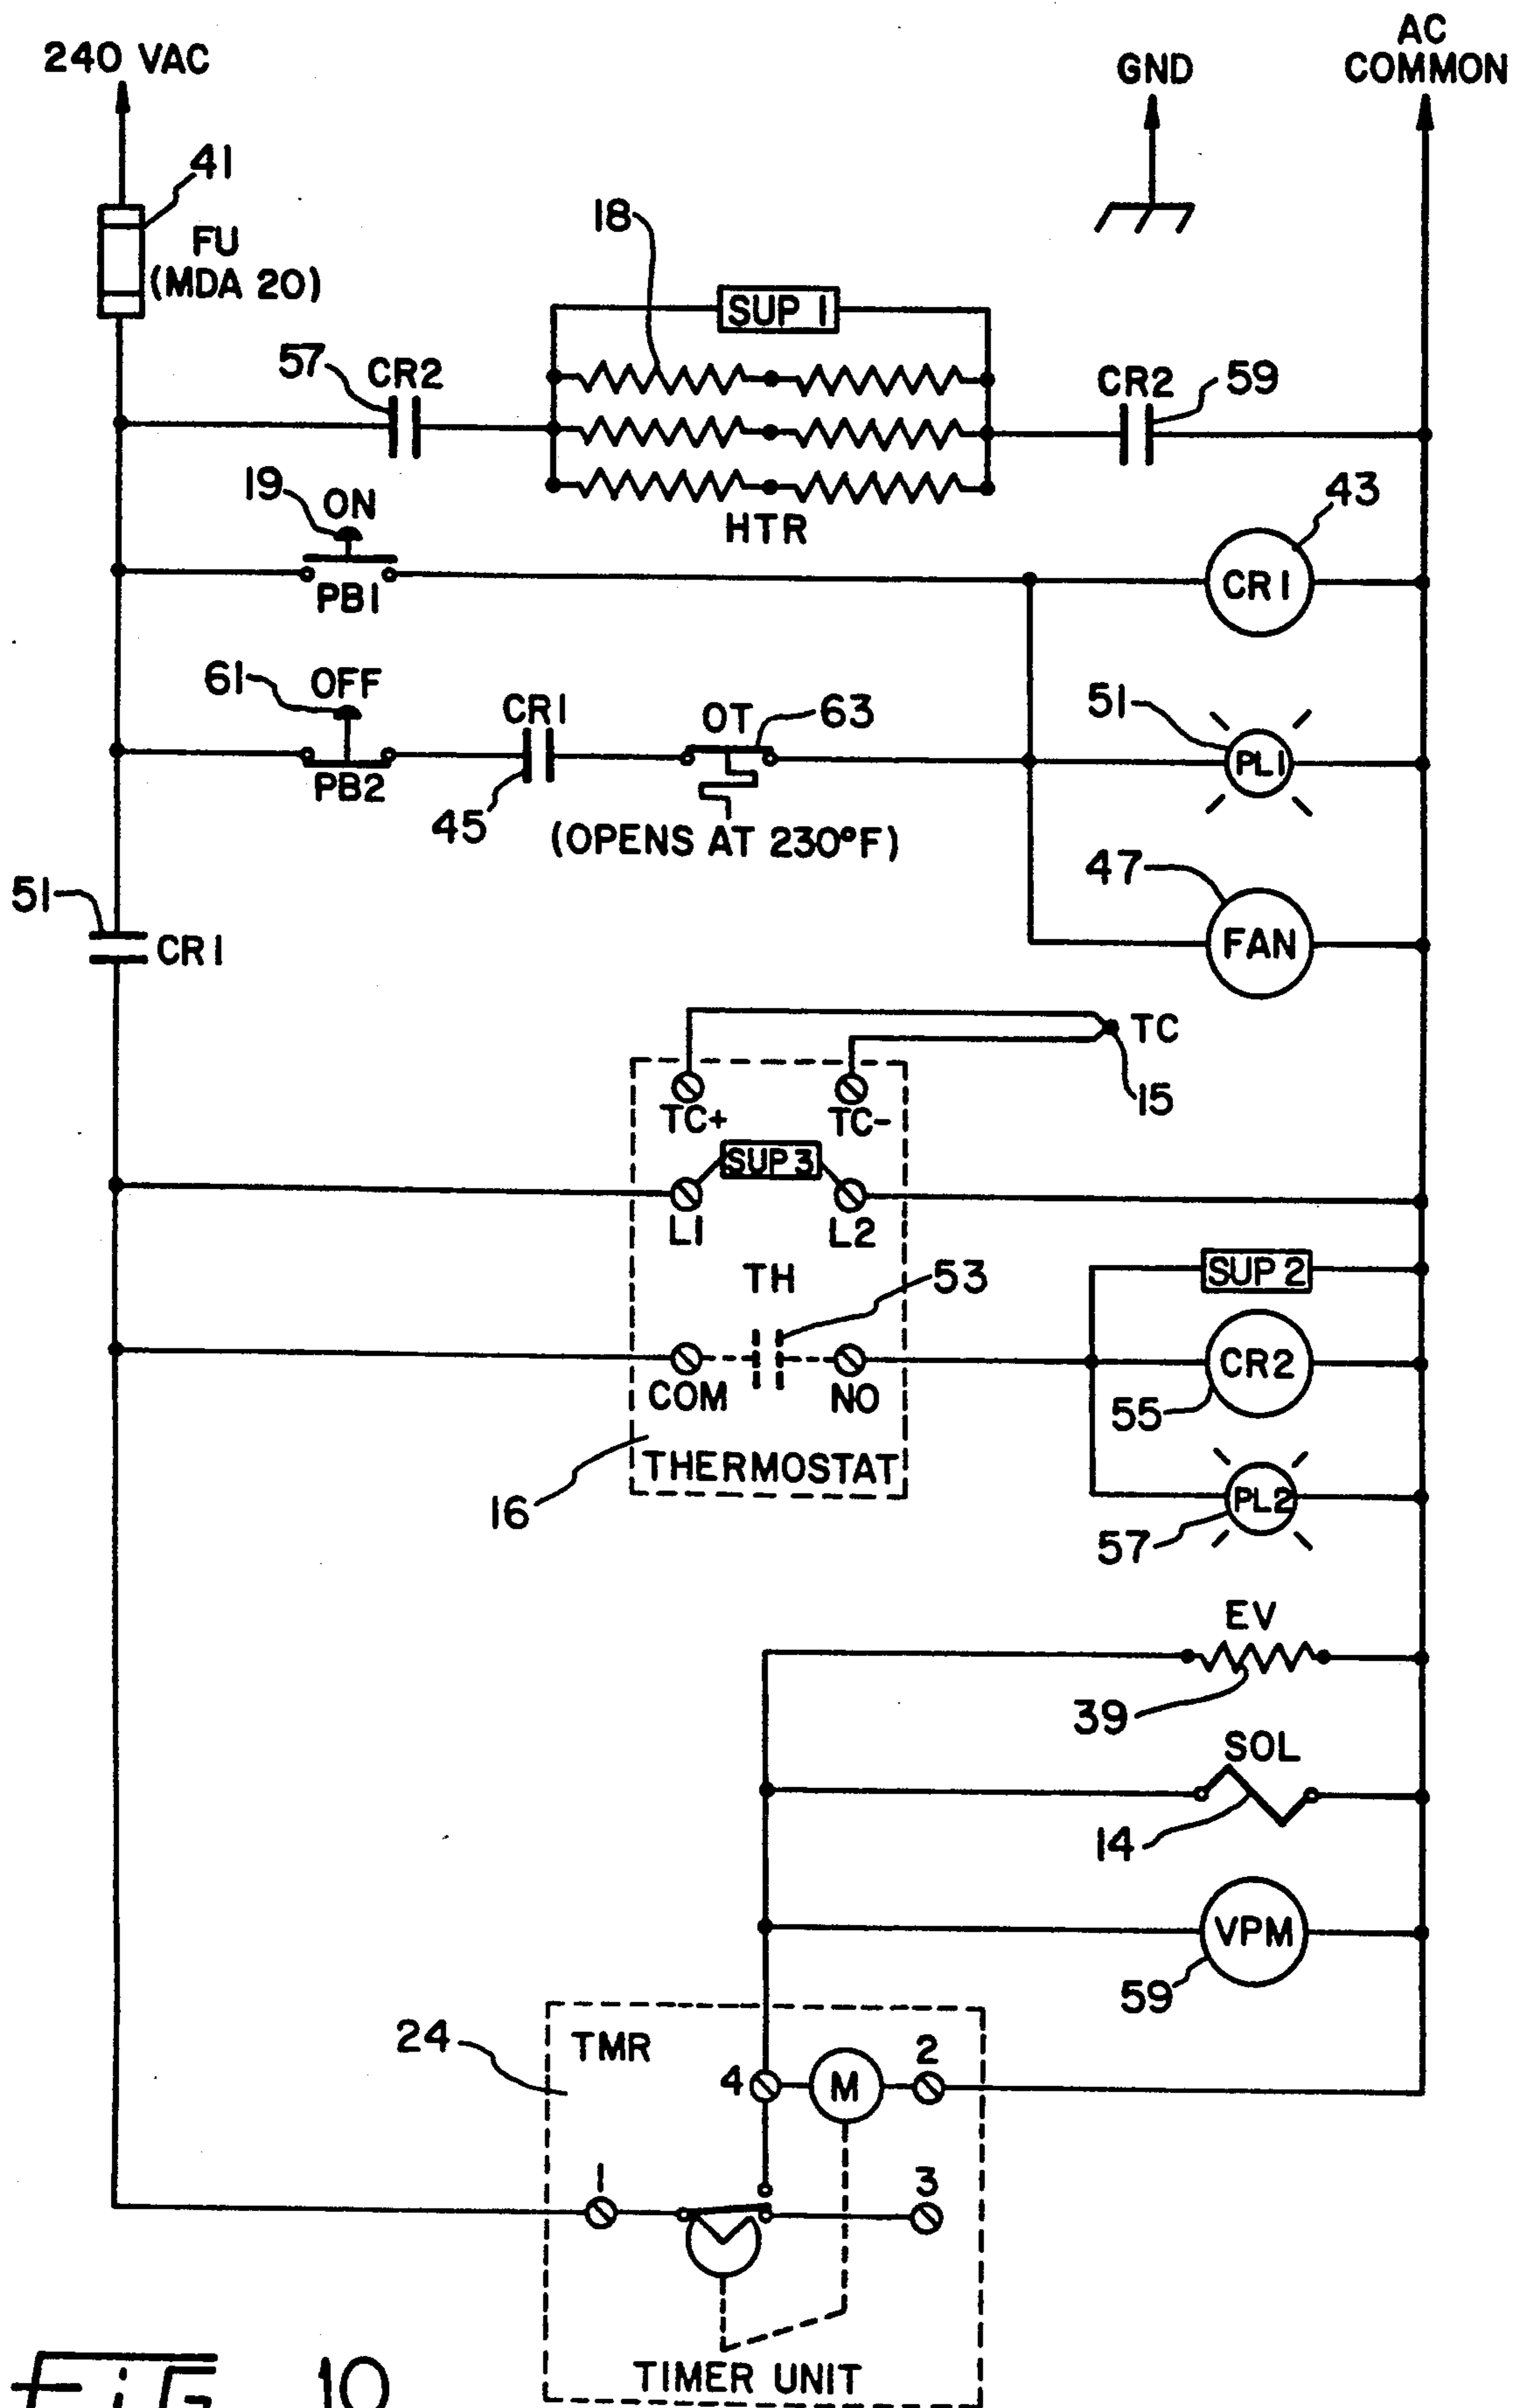 240 VAC
GND
AC
COMMON
41
FU
(MDA 20)
18
SUP 1
57
CR2
CR2
59
HTR
19
ON
PB1
43
CR1
61
OFF
PB2
CR1
45
OT
63
(OPENS AT 230°F)
51
PL1
47
FAN
51
CR1
TC
15
TC+
TC-
SUP 3
L1
L2
TH
53
SUP 2
COM
NO
CR2
55
16
THERMOSTAT
PL2
57
EV
39
SOL
14
VPM
59
24
TMR
4
M
2
1
3
TIMER UNIT
FIG 10